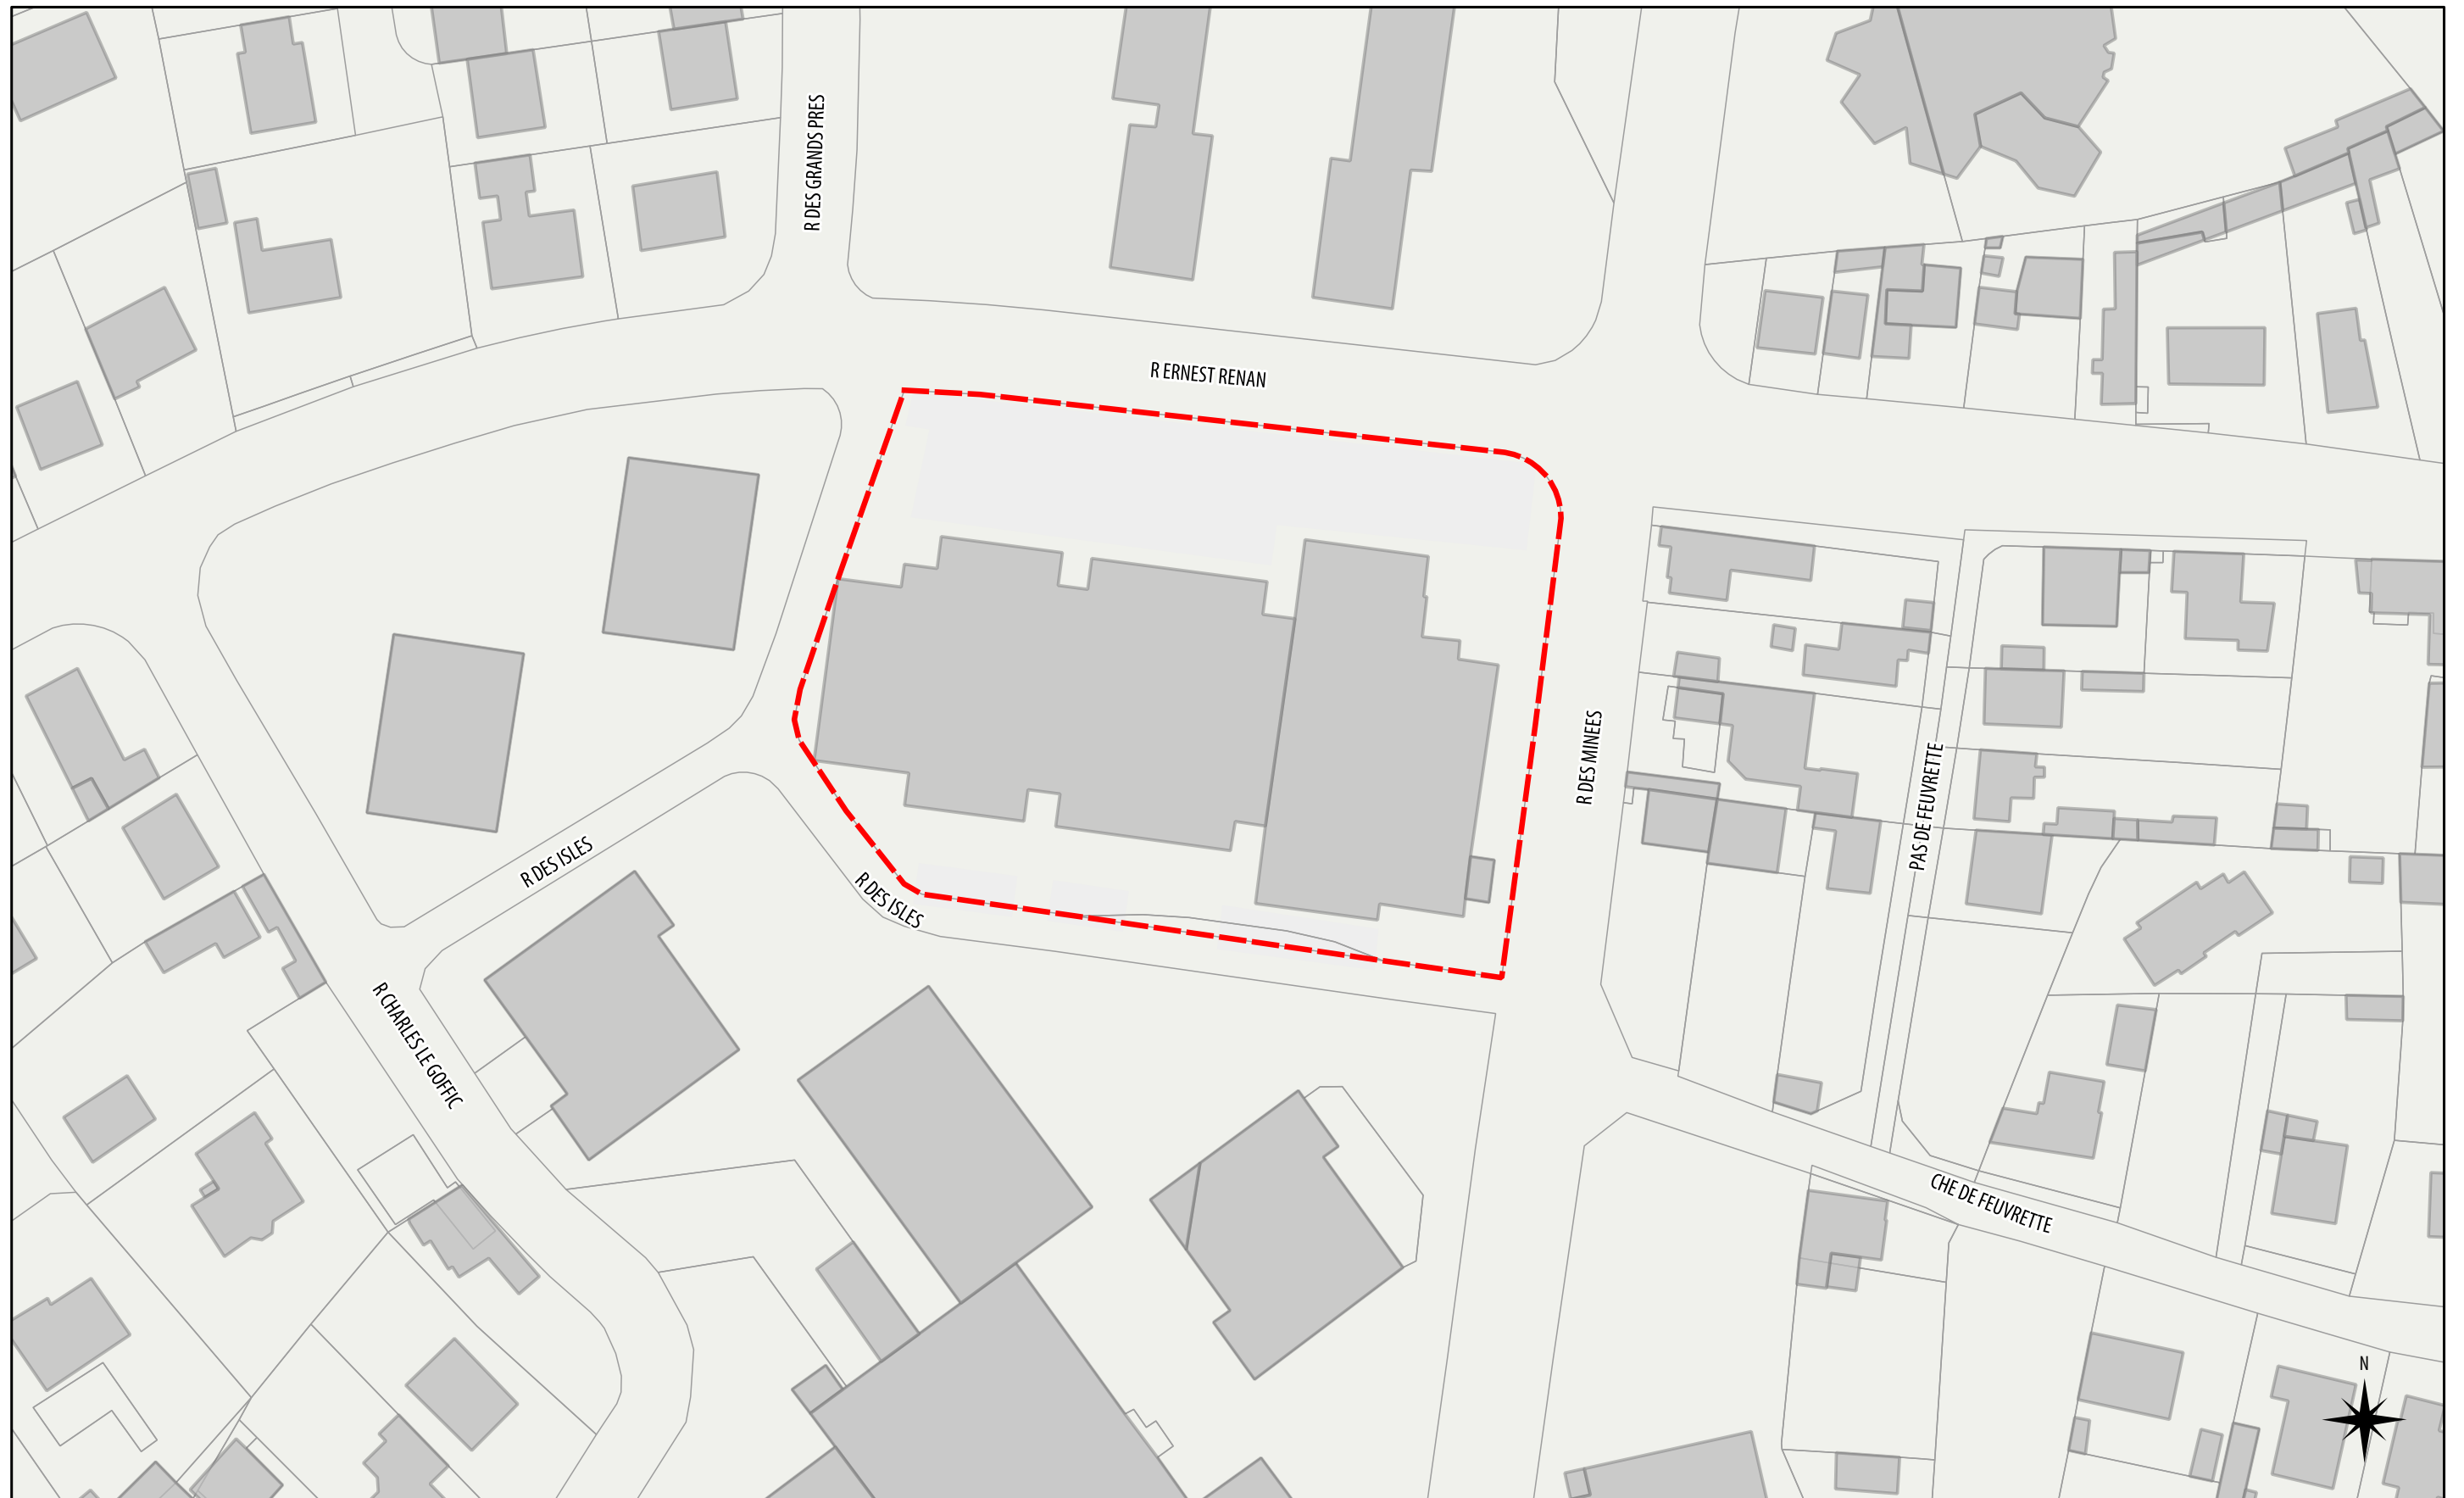 R DES GRANDS PRES
R ERNEST RENAN
R DES MINEES
PAS DE FEUVRETTE
R DES ISLES
R DES ISLES
R CHARLES LE GOFFIC
CHE DE FEUVRETTE
N